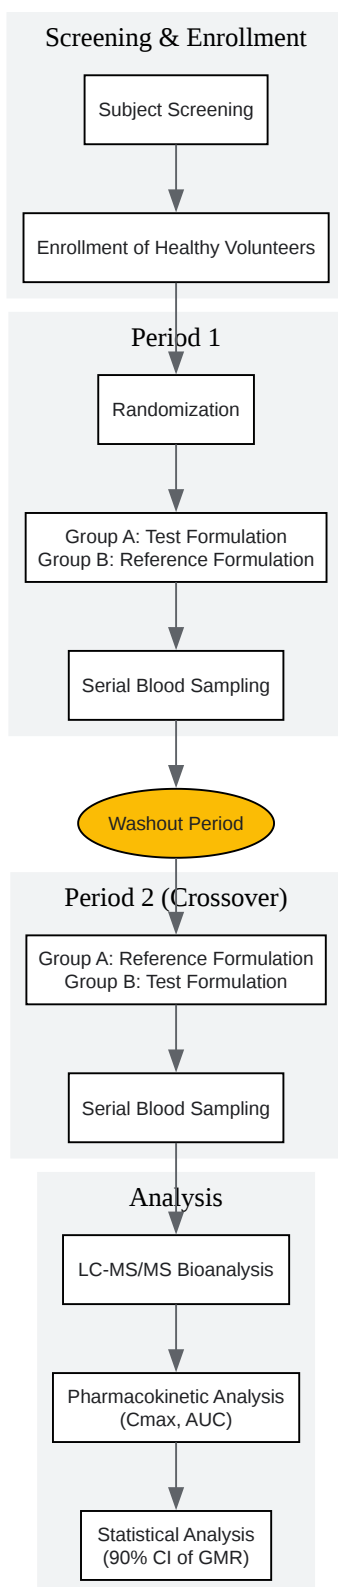 Screening & Enrollment
Subject Screening
Enrollment of Healthy Volunteers
Period 1
Randomization
Group A: Test Formulation
Group B: Reference Formulation
Serial Blood Sampling
Washout Period
Period 2 (Crossover)
Group A: Reference Formulation
Group B: Test Formulation
Serial Blood Sampling
Analysis
LC-MS/MS Bioanalysis
Pharmacokinetic Analysis
(Cmax, AUC)
Statistical Analysis
(90% CI of GMR)